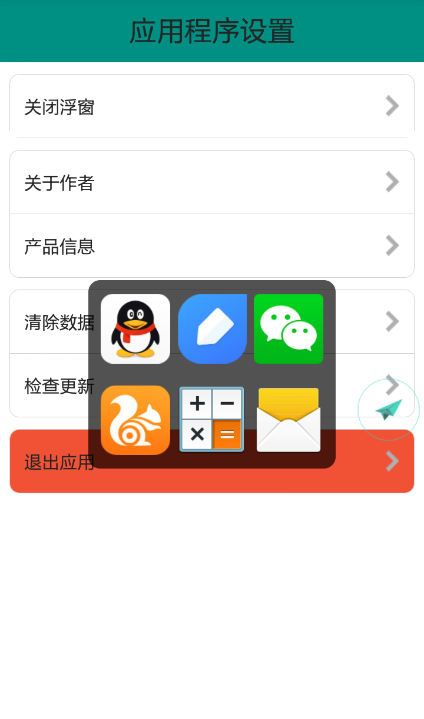 应用程序设置
关闭浮窗
关于作者
产品信息
清除数据
检查更新
退出应用